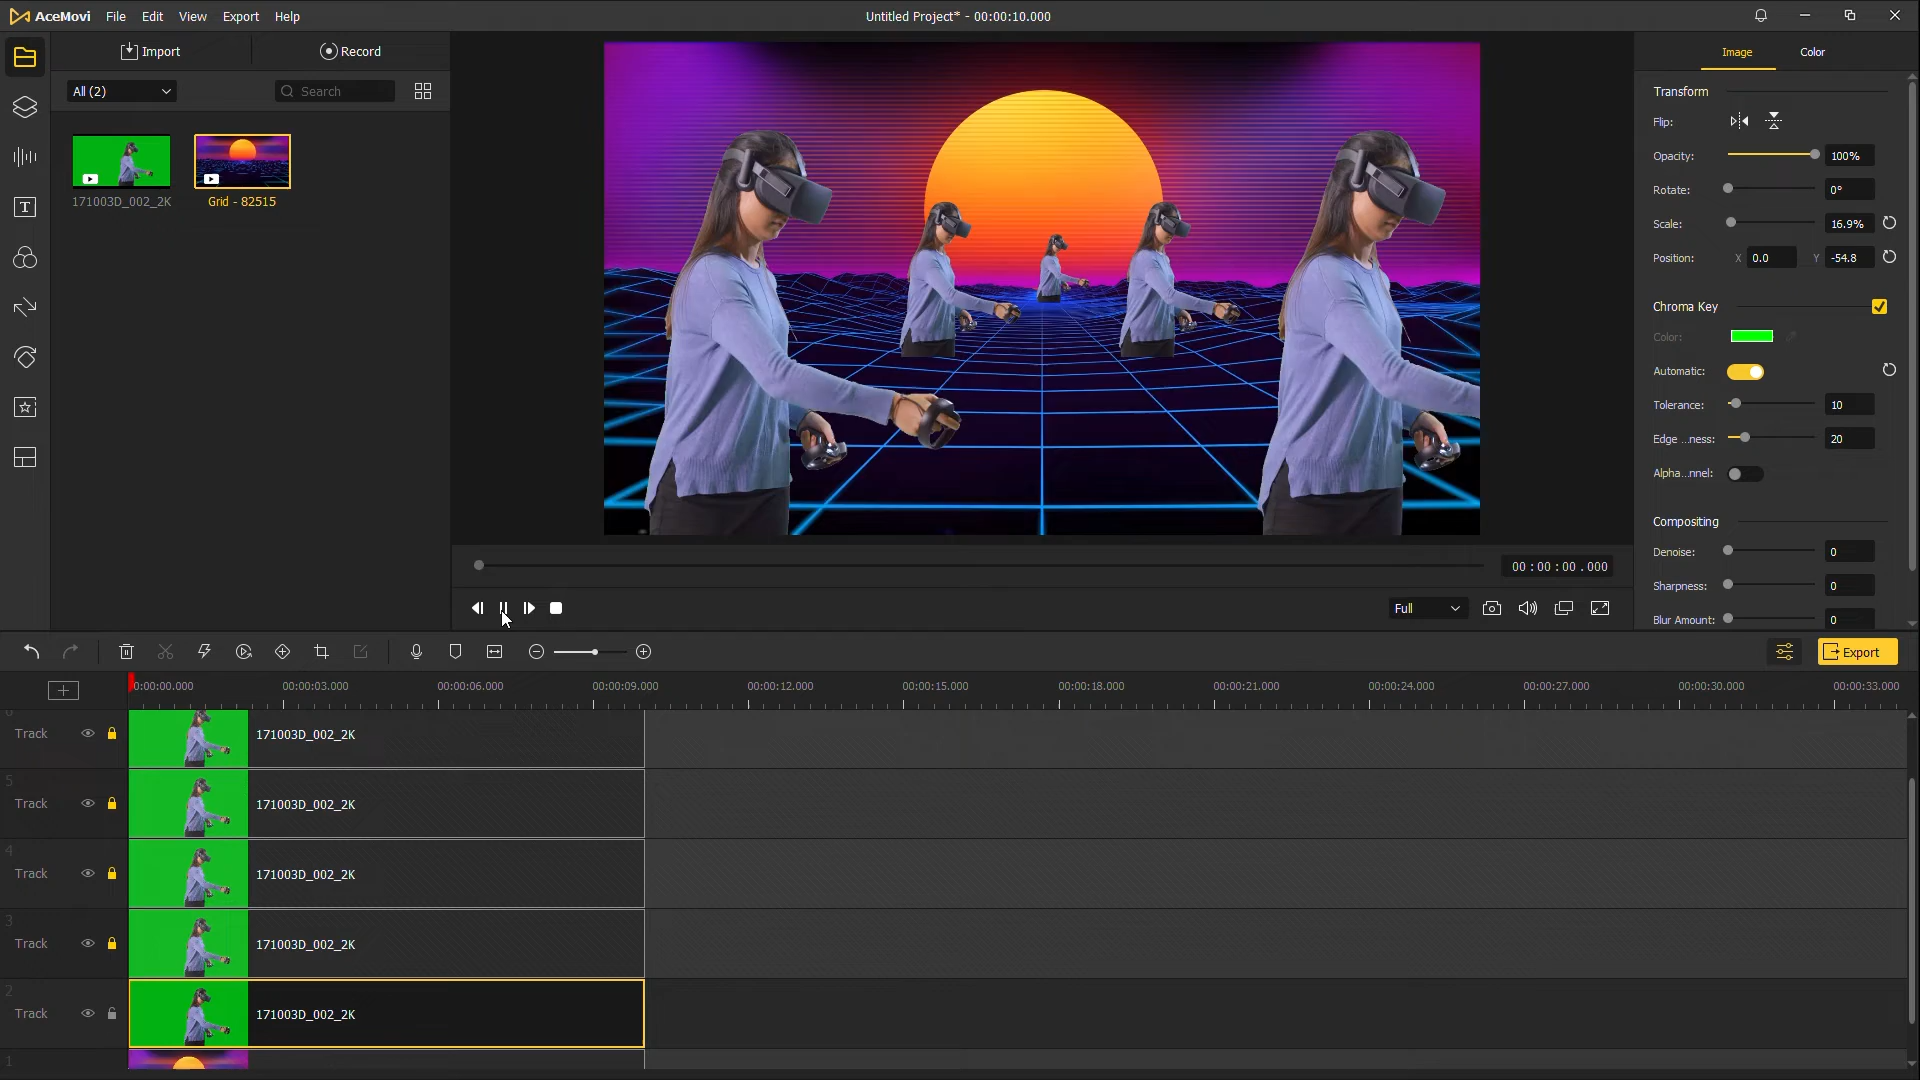 AceMovi File Edit View Export Help
Untitled Project* - 00:00:10.000
Import
Record
All (2)
Search
171003D_002_2K
Grid - 82515
00:00:00.000
Full
Image
Color
Transform
Flip:
Opacity: 100%
Rotate: 0°
Scale: 16.9%
Position: X 0.0 Y -54.8
Chroma Key
Color:
Automatic:
Tolerance: 10
Edge ...ness: 20
Alpha...nnel:
Compositing
Denoise: 0
Sharpness: 0
Blur Amount: 0
Export
0:00:00.000 00:00:03.000 00:00:06.000 00:00:09.000 00:00:12.000 00:00:15.000 00:00:18.000 00:00:21.000 00:00:24.000 00:00:27.000 00:00:30.000 00:00:33.000
6
Track 171003D_002_2K
5
Track 171003D_002_2K
4
Track 171003D_002_2K
3
Track 171003D_002_2K
2
Track 171003D_002_2K
1